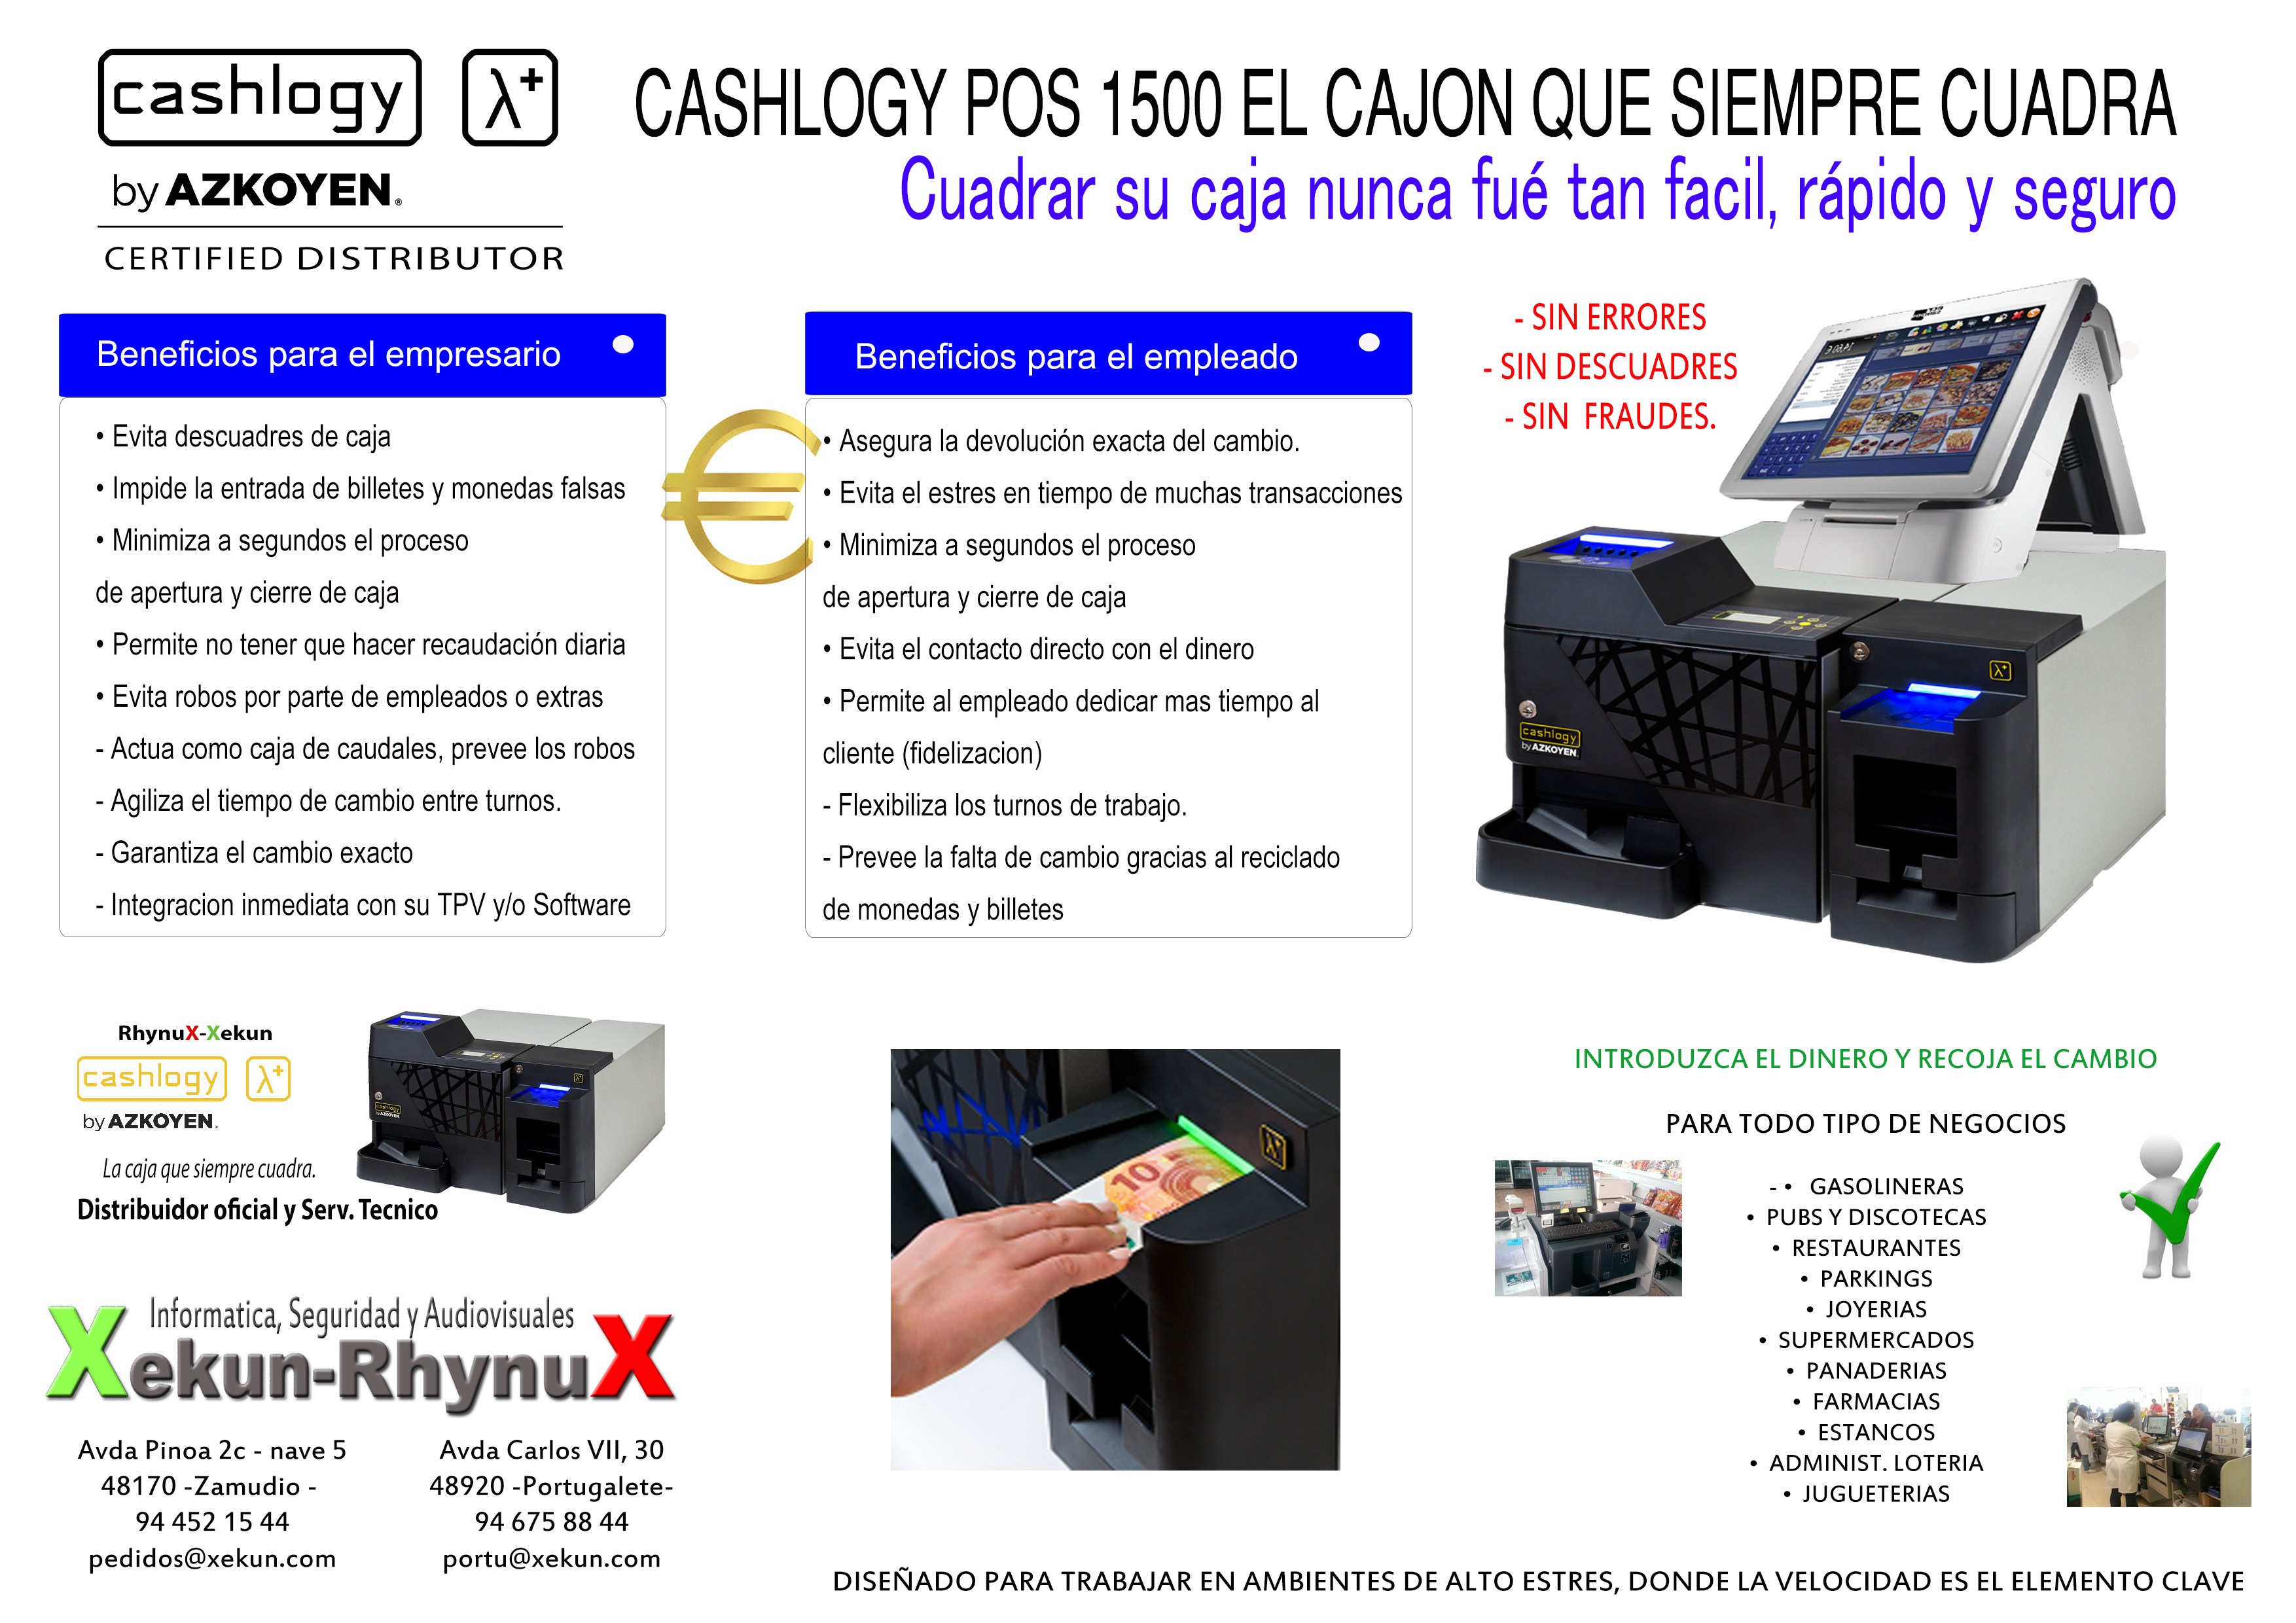 cashlogy λ+
by AZKOYEN®
CERTIFIED DISTRIBUTOR
CASHLOGY POS 1500 EL CAJON QUE SIEMPRE CUADRA
Cuadrar su caja nunca fué tan facil, rápido y seguro
Beneficios para el empresario
• Evita descuadres de caja
• Impide la entrada de billetes y monedas falsas
• Minimiza a segundos el proceso
de apertura y cierre de caja
• Permite no tener que hacer recaudación diaria
• Evita robos por parte de empleados o extras
- Actua como caja de caudales, prevee los robos
- Agiliza el tiempo de cambio entre turnos.
- Garantiza el cambio exacto
- Integracion inmediata con su TPV y/o Software
€
Beneficios para el empleado
• Asegura la devolución exacta del cambio.
• Evita el estres en tiempo de muchas transacciones
• Minimiza a segundos el proceso
de apertura y cierre de caja
• Evita el contacto directo con el dinero
• Permite al empleado dedicar mas tiempo al
cliente (fidelizacion)
- Flexibiliza los turnos de trabajo.
- Prevee la falta de cambio gracias al reciclado
de monedas y billetes
- SIN ERRORES
- SIN DESCUADRES
- SIN FRAUDES.
14,60 €
λ+
cashlogy
by AZKOYEN
RhynuX-Xekun
cashlogy λ+
by AZKOYEN.
La caja que siempre cuadra.
Distribuidor oficial y Serv. Tecnico
cashlogy
by AZKOYEN
λ+
Informatica, Seguridad y Audiovisuales
Xekun-RhynuX
Avda Pinoa 2c - nave 5
48170 -Zamudio -
94 452 15 44
pedidos@xekun.com
Avda Carlos VII, 30
48920 -Portugalete-
94 675 88 44
portu@xekun.com
10
λ+
INTRODUZCA EL DINERO Y RECOJA EL CAMBIO
PARA TODO TIPO DE NEGOCIOS
- • GASOLINERAS
• PUBS Y DISCOTECAS
• RESTAURANTES
• PARKINGS
• JOYERIAS
• SUPERMERCADOS
• PANADERIAS
• FARMACIAS
• ESTANCOS
• ADMINIST. LOTERIA
• JUGUETERIAS
DISEÑADO PARA TRABAJAR EN AMBIENTES DE ALTO ESTRES, DONDE LA VELOCIDAD ES EL ELEMENTO CLAVE